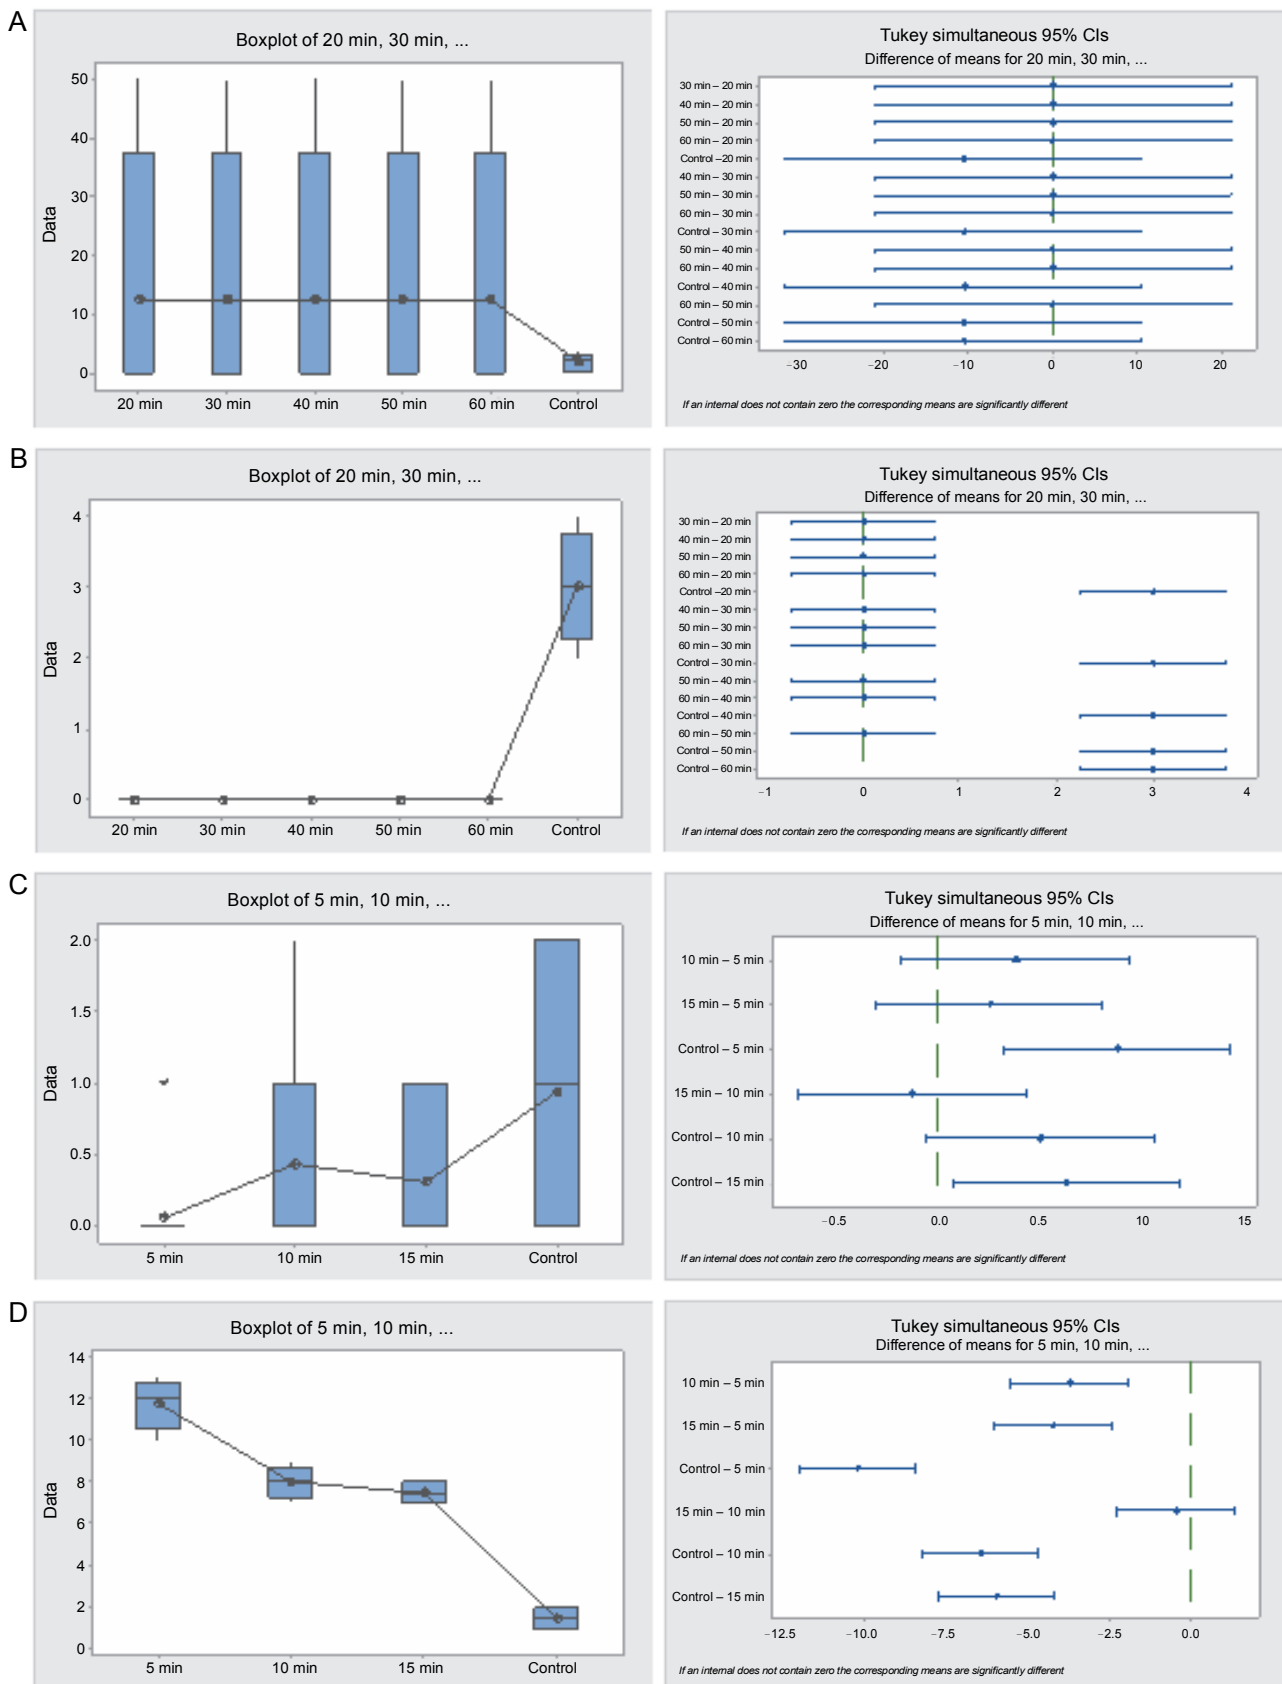 A
Boxplot of 20 min, 30 min, ...
Data
50
40
30
20
10
0
20 min 30 min 40 min 50 min 60 min Control
Tukey simultaneous 95% CIs
Difference of means for 20 min, 30 min, ...
30 min – 20 min
40 min – 20 min
50 min – 20 min
60 min – 20 min
Control –20 min
40 min – 30 min
50 min – 30 min
60 min – 30 min
Control – 30 min
50 min – 40 min
60 min – 40 min
Control – 40 min
60 min – 50 min
Control – 50 min
Control – 60 min
−30 −20 −10 0 10 20
If an internal does not contain zero the corresponding means are significantly different
B
Boxplot of 20 min, 30 min, ...
Data
4
3
2
1
0
20 min 30 min 40 min 50 min 60 min Control
Tukey simultaneous 95% CIs
Difference of means for 20 min, 30 min, ...
30 min – 20 min
40 min – 20 min
50 min – 20 min
60 min – 20 min
Control –20 min
40 min – 30 min
50 min – 30 min
60 min – 30 min
Control – 30 min
50 min – 40 min
60 min – 40 min
Control – 40 min
60 min – 50 min
Control – 50 min
Control – 60 min
−1 0 1 2 3 4
If an internal does not contain zero the corresponding means are significantly different
C
Boxplot of 5 min, 10 min, ...
Data
2.0
1.5
1.0
0.5
0.0
5 min 10 min 15 min Control
Tukey simultaneous 95% CIs
Difference of means for 5 min, 10 min, ...
10 min – 5 min
15 min – 5 min
Control – 5 min
15 min – 10 min
Control – 10 min
Control – 15 min
−0.5 0.0 0.5 10 15
If an internal does not contain zero the corresponding means are significantly different
D
Boxplot of 5 min, 10 min, ...
Data
14
12
10
8
6
4
2
0
5 min 10 min 15 min Control
Tukey simultaneous 95% CIs
Difference of means for 5 min, 10 min, ...
10 min – 5 min
15 min – 5 min
Control – 5 min
15 min – 10 min
Control – 10 min
Control – 15 min
−12.5 −10.0 −7.5 −5.0 −2.5 0.0
If an internal does not contain zero the corresponding means are significantly different